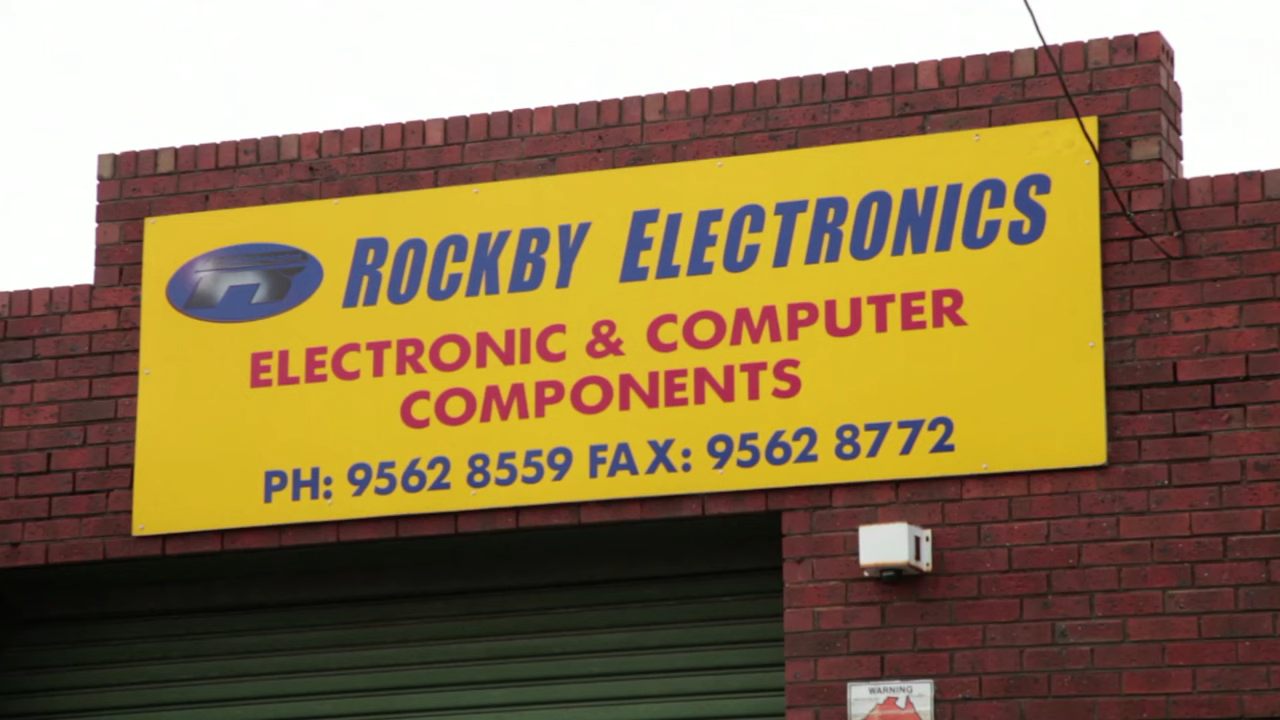 ROCKBY ELECTRONICS
ELECTRONIC & COMPUTER
COMPONENTS
PH: 9562 8559 FAX: 9562 8772
WARNING